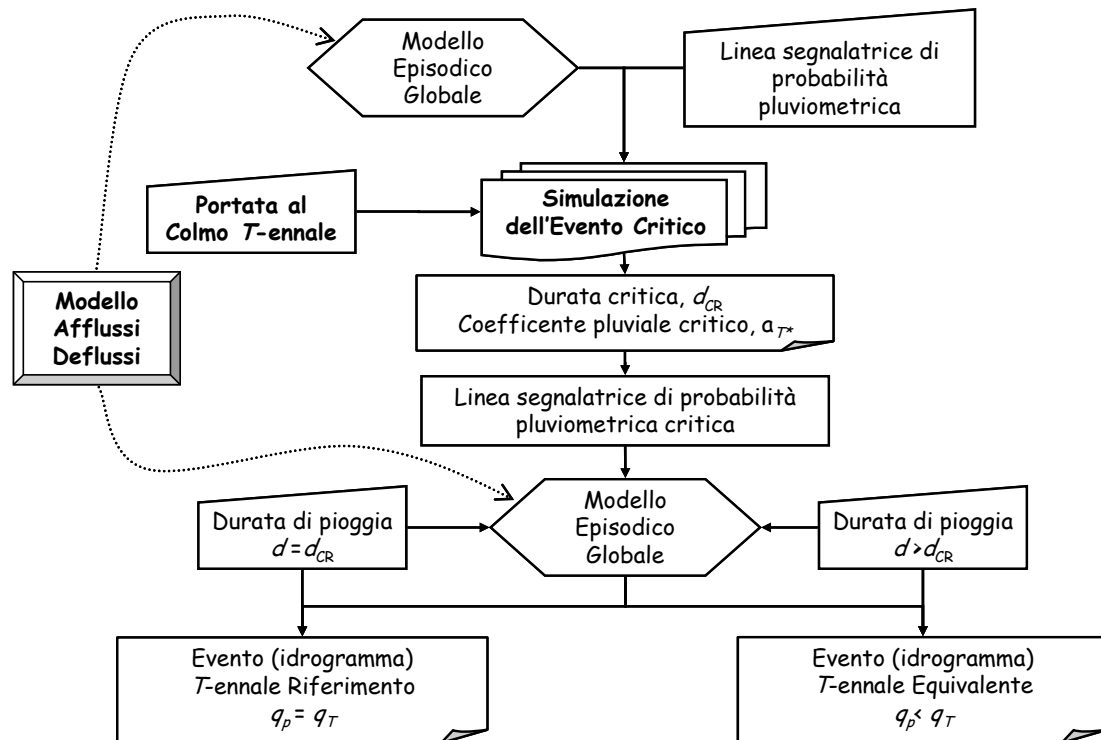 Modello
Episodico
Globale
Linea segnalatrice di
probabilità
pluviometrica
Portata al
Colmo T-ennale
Simulazione
dell'Evento Critico
Modello
Afflussi
Deflussi
Durata critica, dCR
Coefficente pluviale critico, aT*
Linea segnalatrice di probabilità
pluviometrica critica
Durata di pioggia
d = dCR
Modello
Episodico
Globale
Durata di pioggia
d > dCR
Evento (idrogramma)
T-ennale Riferimento
qp = qT
Evento (idrogramma)
T-ennale Equivalente
qp < qT